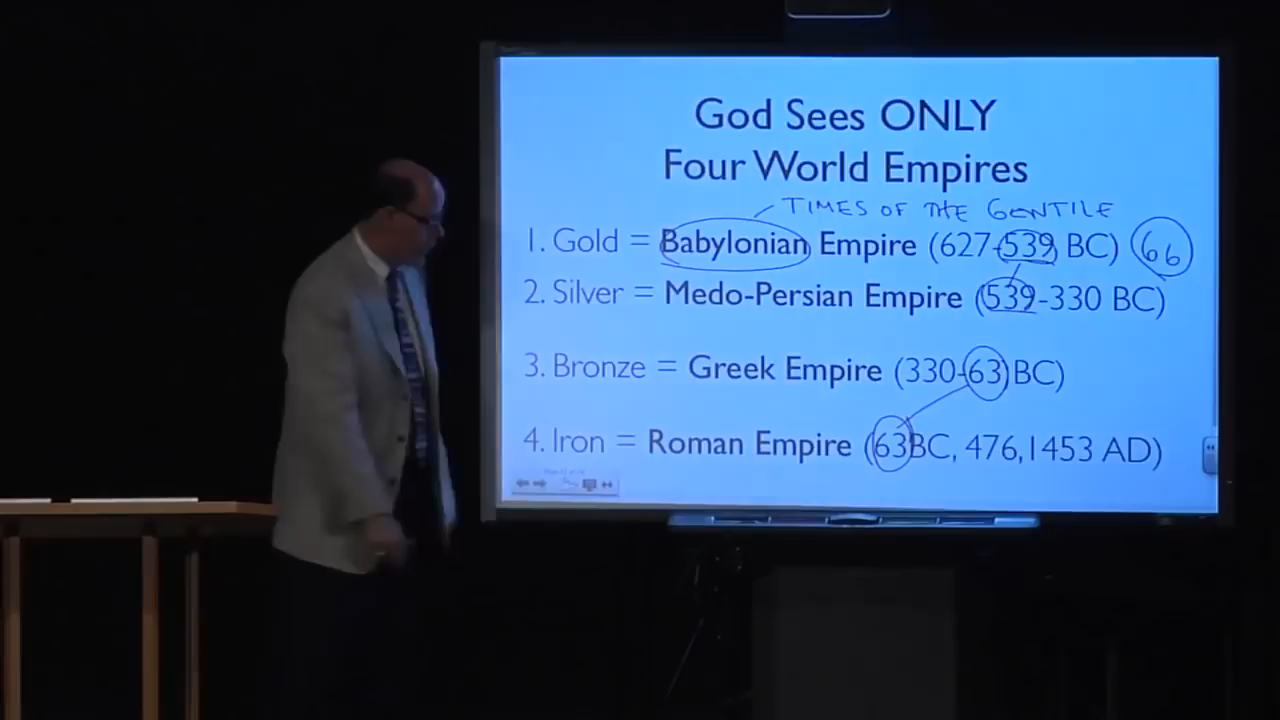 God Sees ONLY
Four World Empires
TIMES OF THE GENTILE
1. Gold = Babylonian Empire (627-539 BC) 66
2. Silver = Medo-Persian Empire (539-330 BC)
3. Bronze = Greek Empire (330-63 BC)
4. Iron = Roman Empire (63BC, 476,1453 AD)